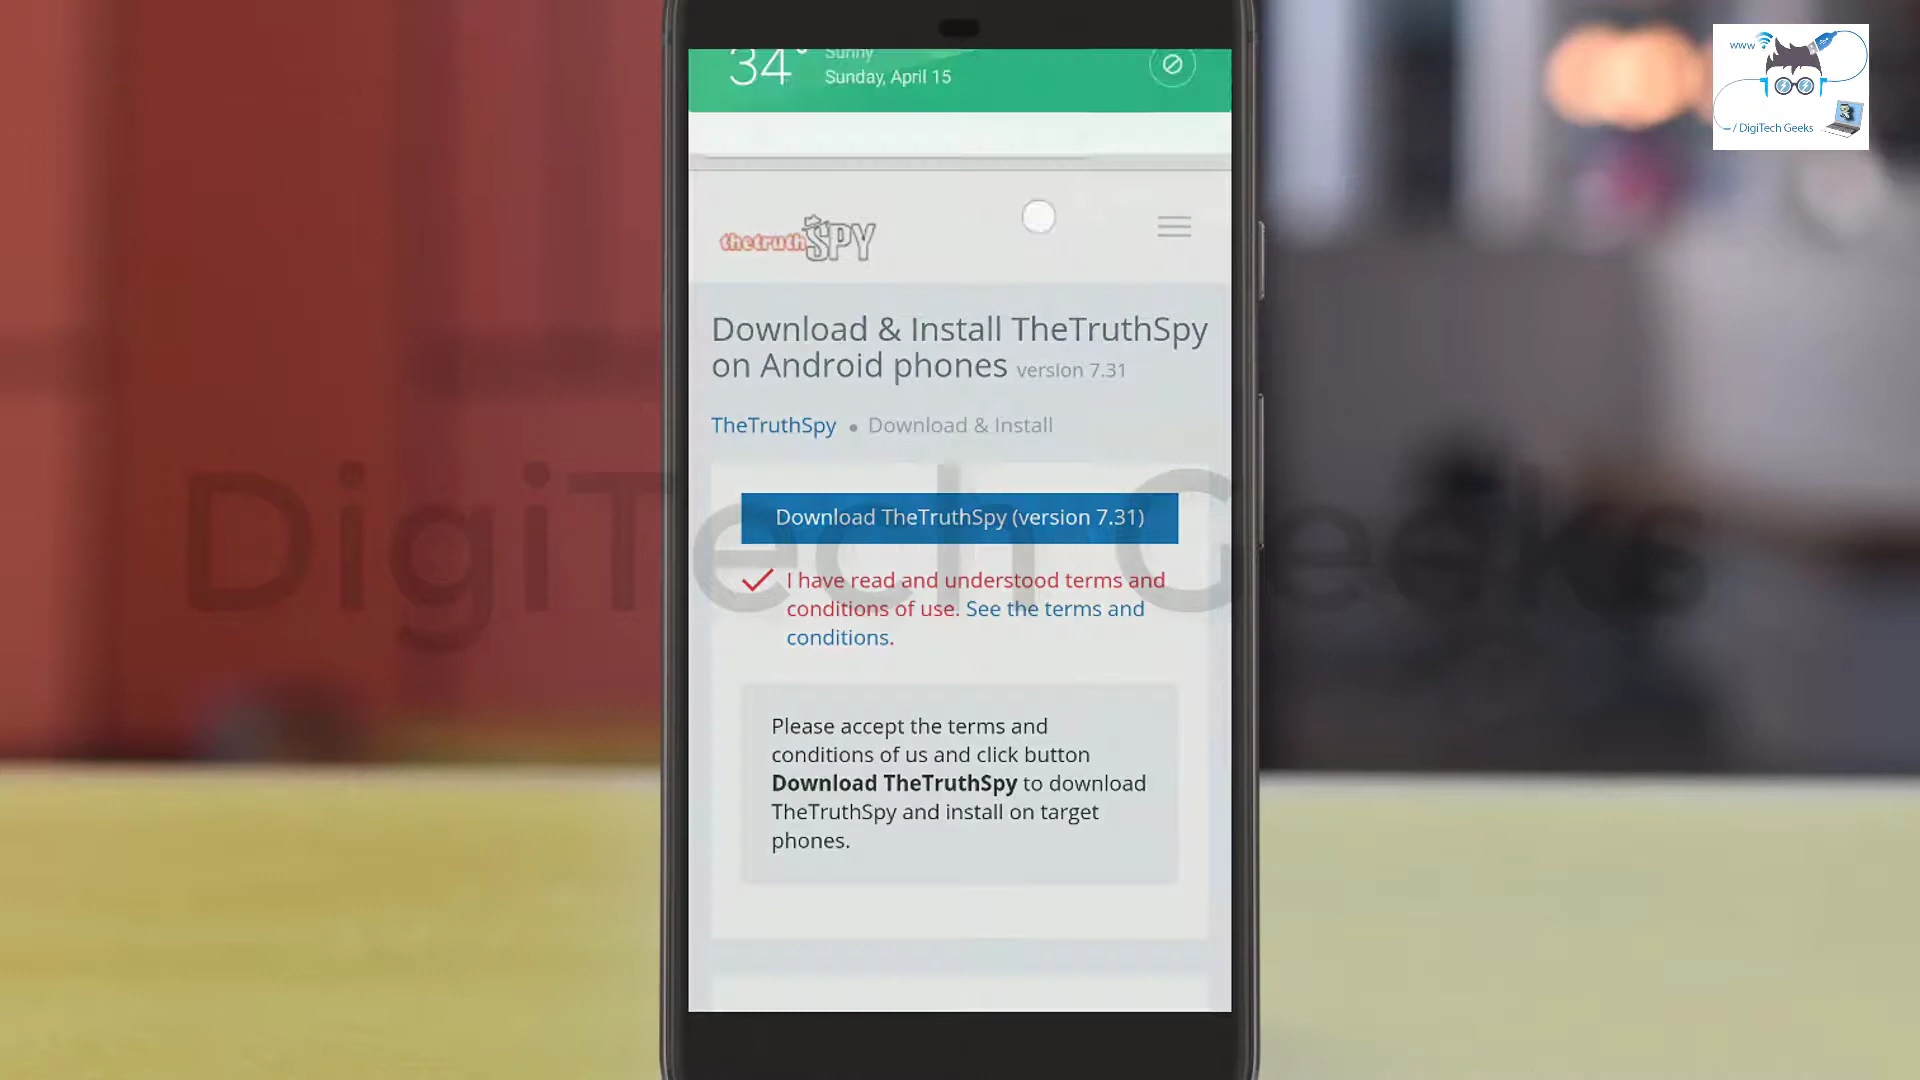 www
/ DigiTech Geeks
34°
Sunny
Sunday, April 15
thetruthSPY
Download & Install TheTruthSpy
on Android phones version 7.31
TheTruthSpy • Download & Install
Download TheTruthSpy (version 7.31)
I have read and understood terms and
conditions of use. See the terms and
conditions.
Please accept the terms and
conditions of us and click button
Download TheTruthSpy to download
TheTruthSpy and install on target
phones.
DigiTech Geeks